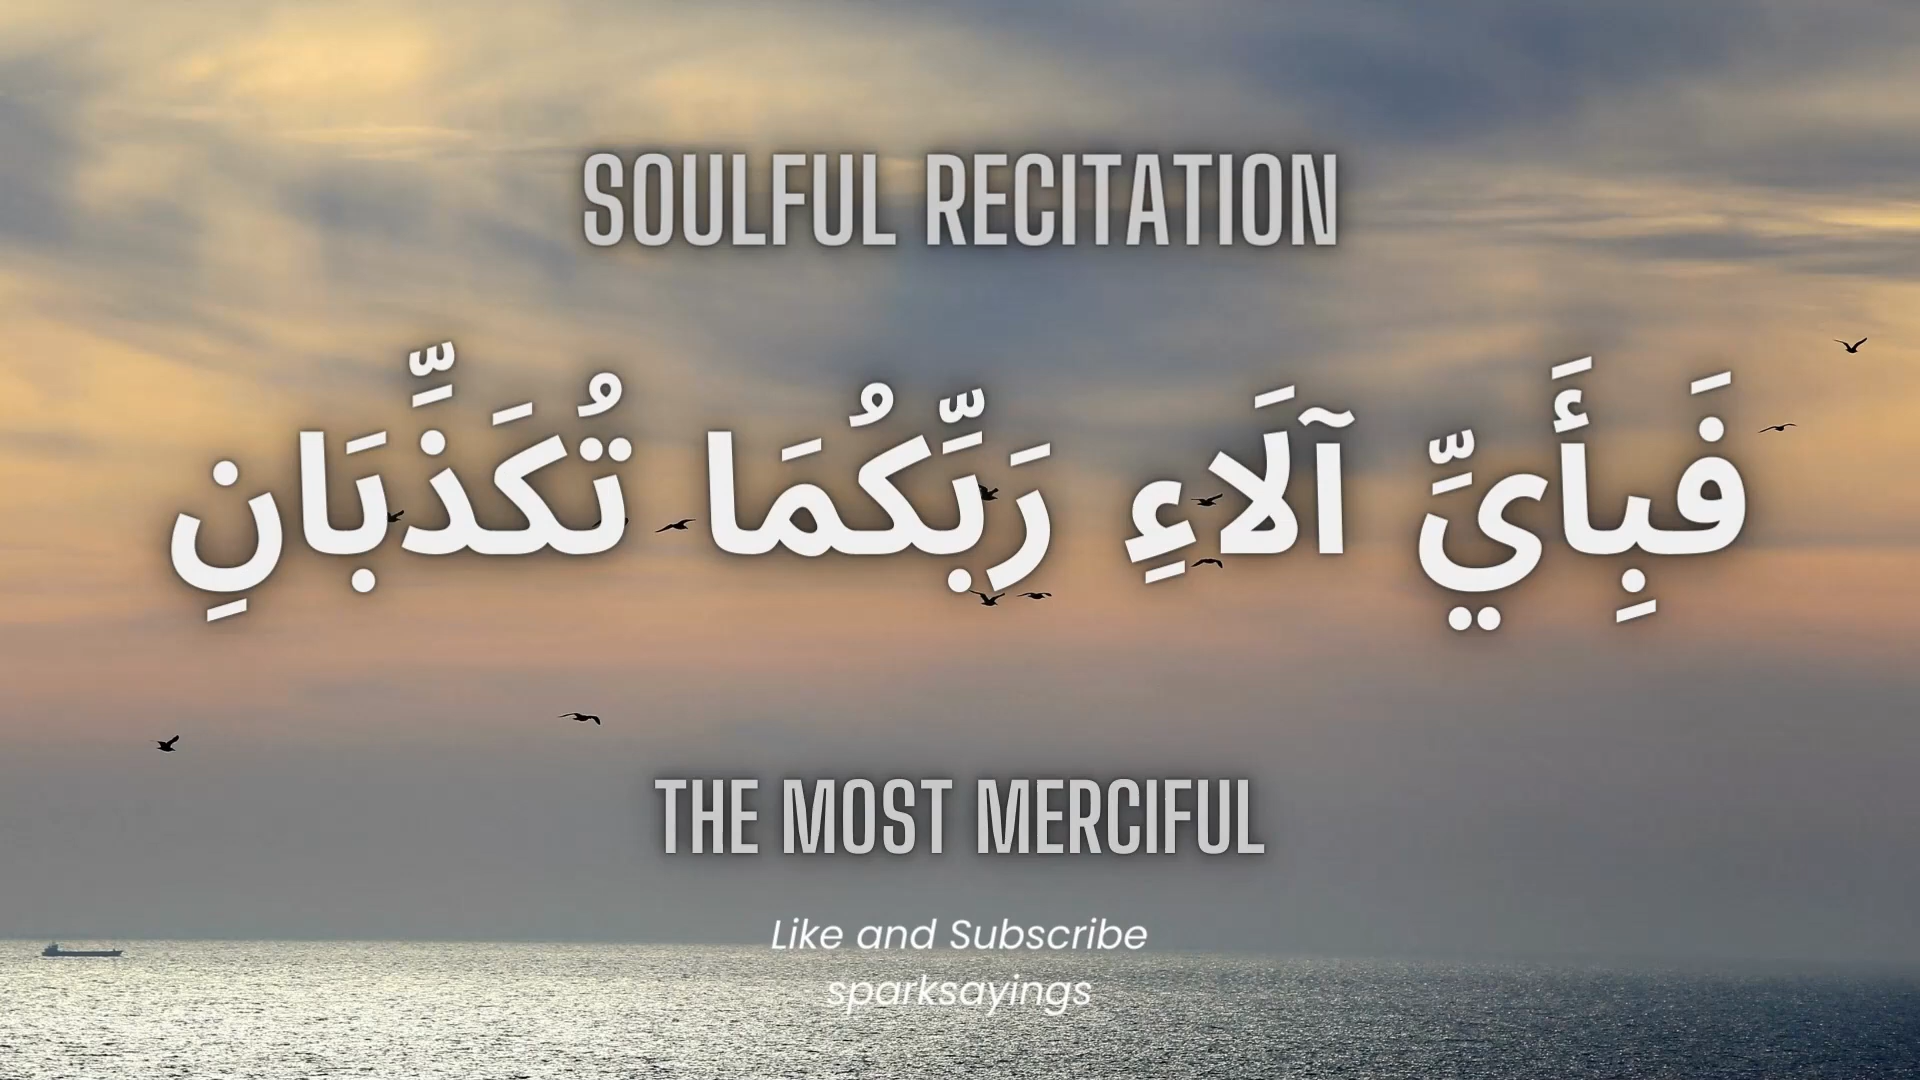 SOULFUL RECITATION
فَبِأَيِّ آلَاءِ رَبِّكُمَا تُكَذِّبَانِ
THE MOST MERCIFUL
Like and Subscribe
sparksayings